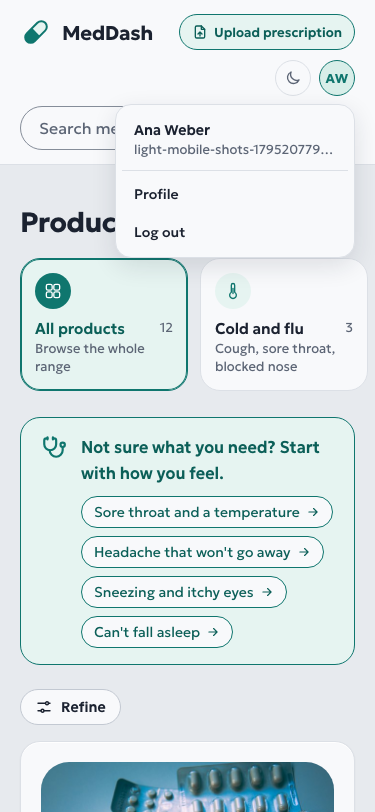 MedDash
Upload prescription
AW
Search me
Ana Weber
light-mobile-shots-179520779...
Profile
Log out
Produc
All products 12
Browse the whole
range
Cold and flu 3
Cough, sore throat,
blocked nose
Not sure what you need? Start
with how you feel.
Sore throat and a temperature →
Headache that won't go away →
Sneezing and itchy eyes →
Can't fall asleep →
Refine